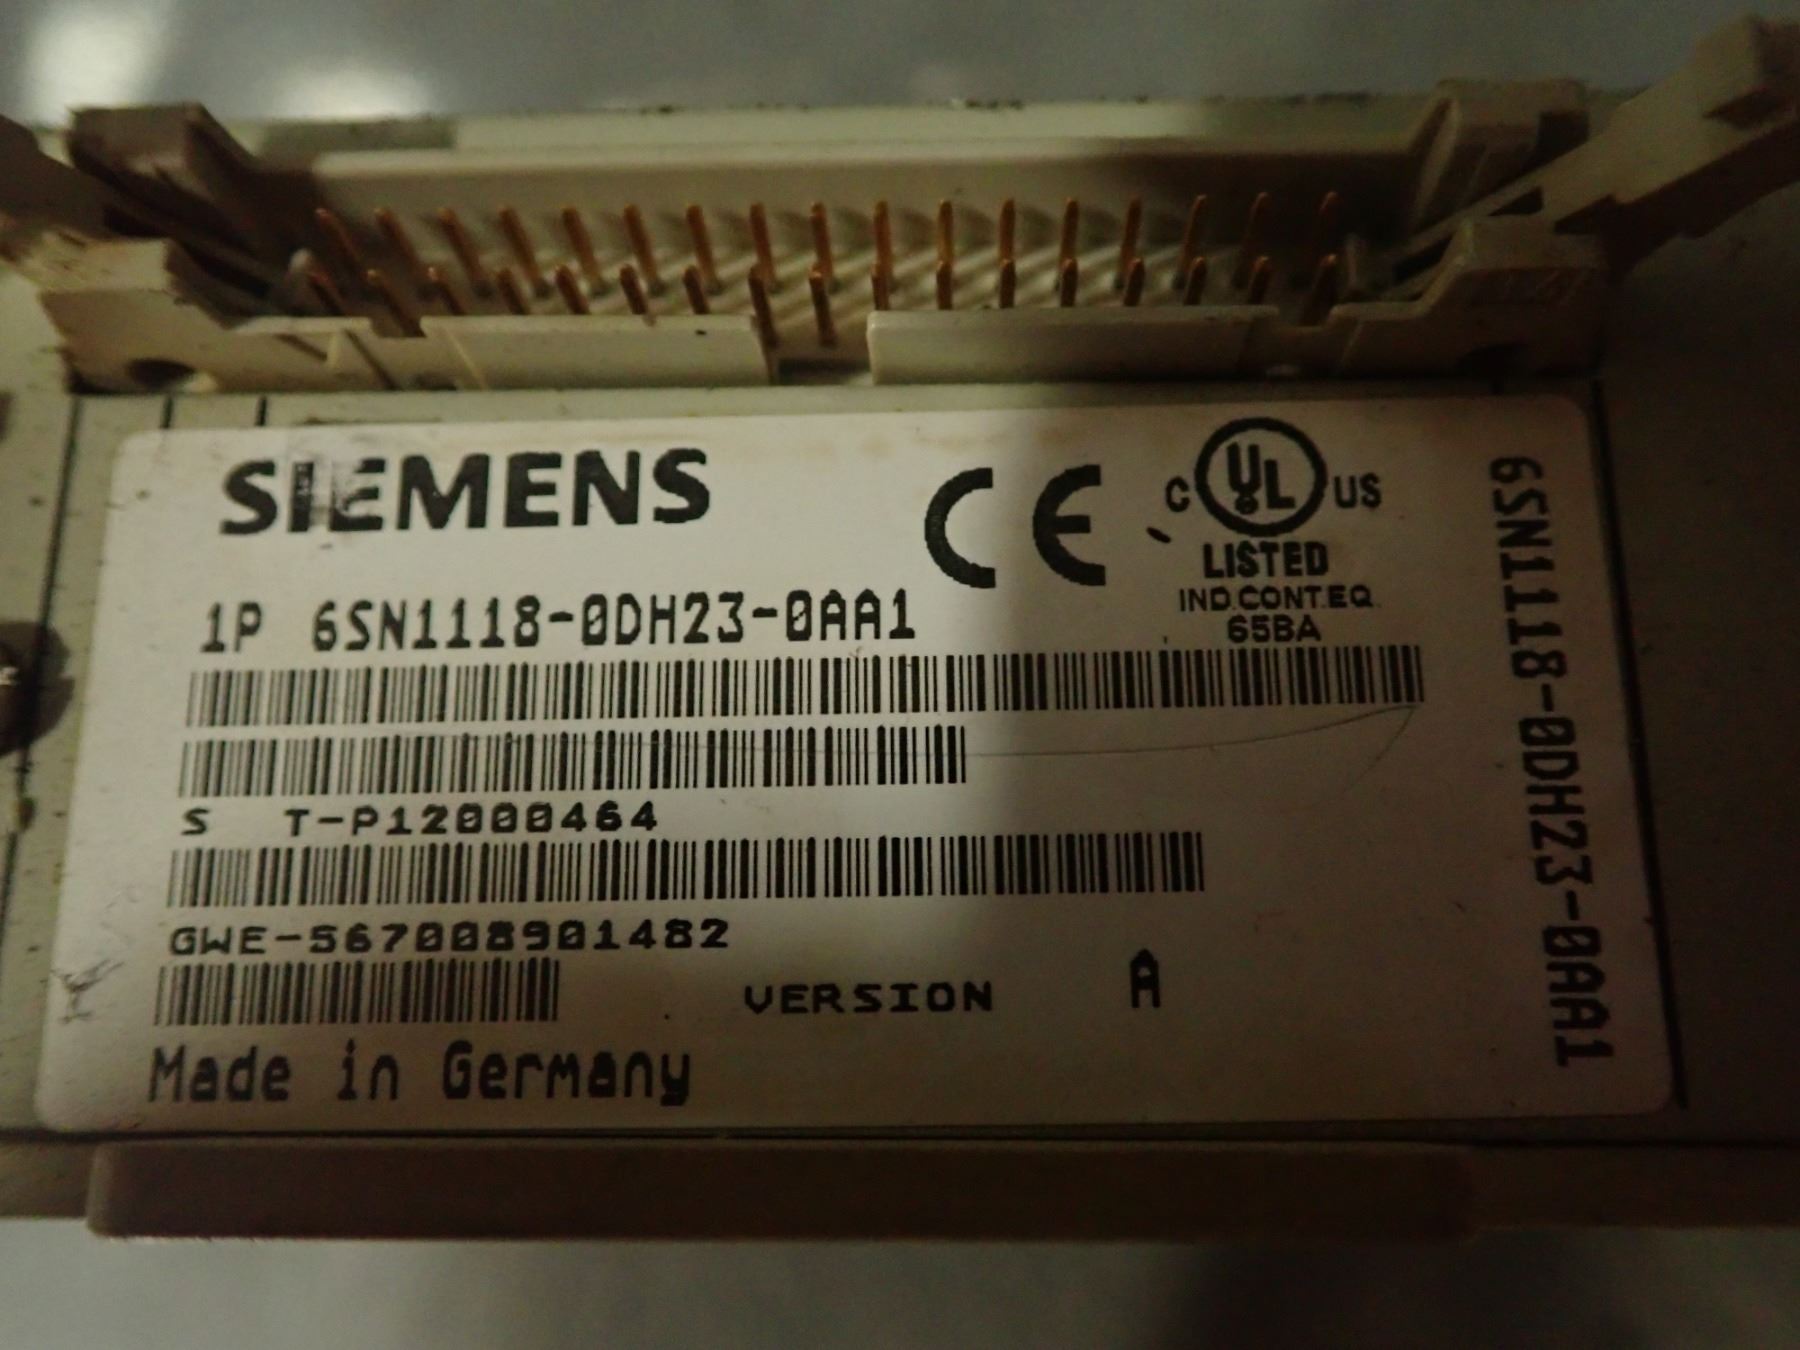 SIEMENS
CE
C UL US
LISTED
IND.CONT.EQ.
65BA
1P 6SN1118-0DH23-0AA1
S T-P12000464
GWE-567008901482
VERSION A
Made in Germany
6SN1118-0DH23-0AA1